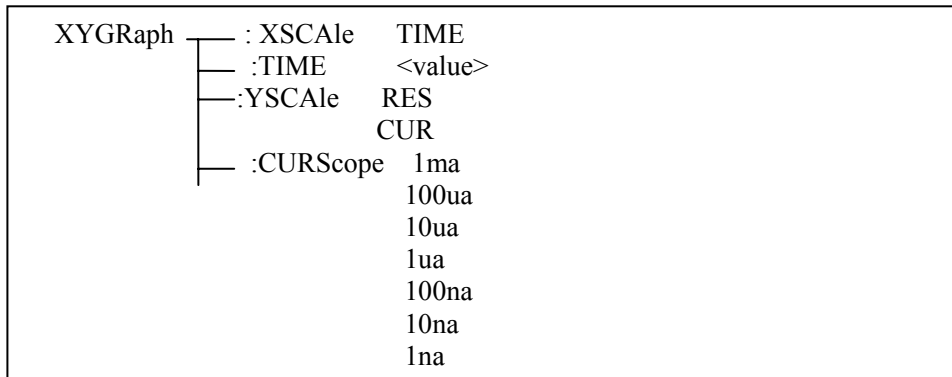 XYGRaph : XSCAle TIME
:TIME <value>
:YSCAle RES
CUR
:CURScope 1ma
100ua
10ua
1ua
100na
10na
1na